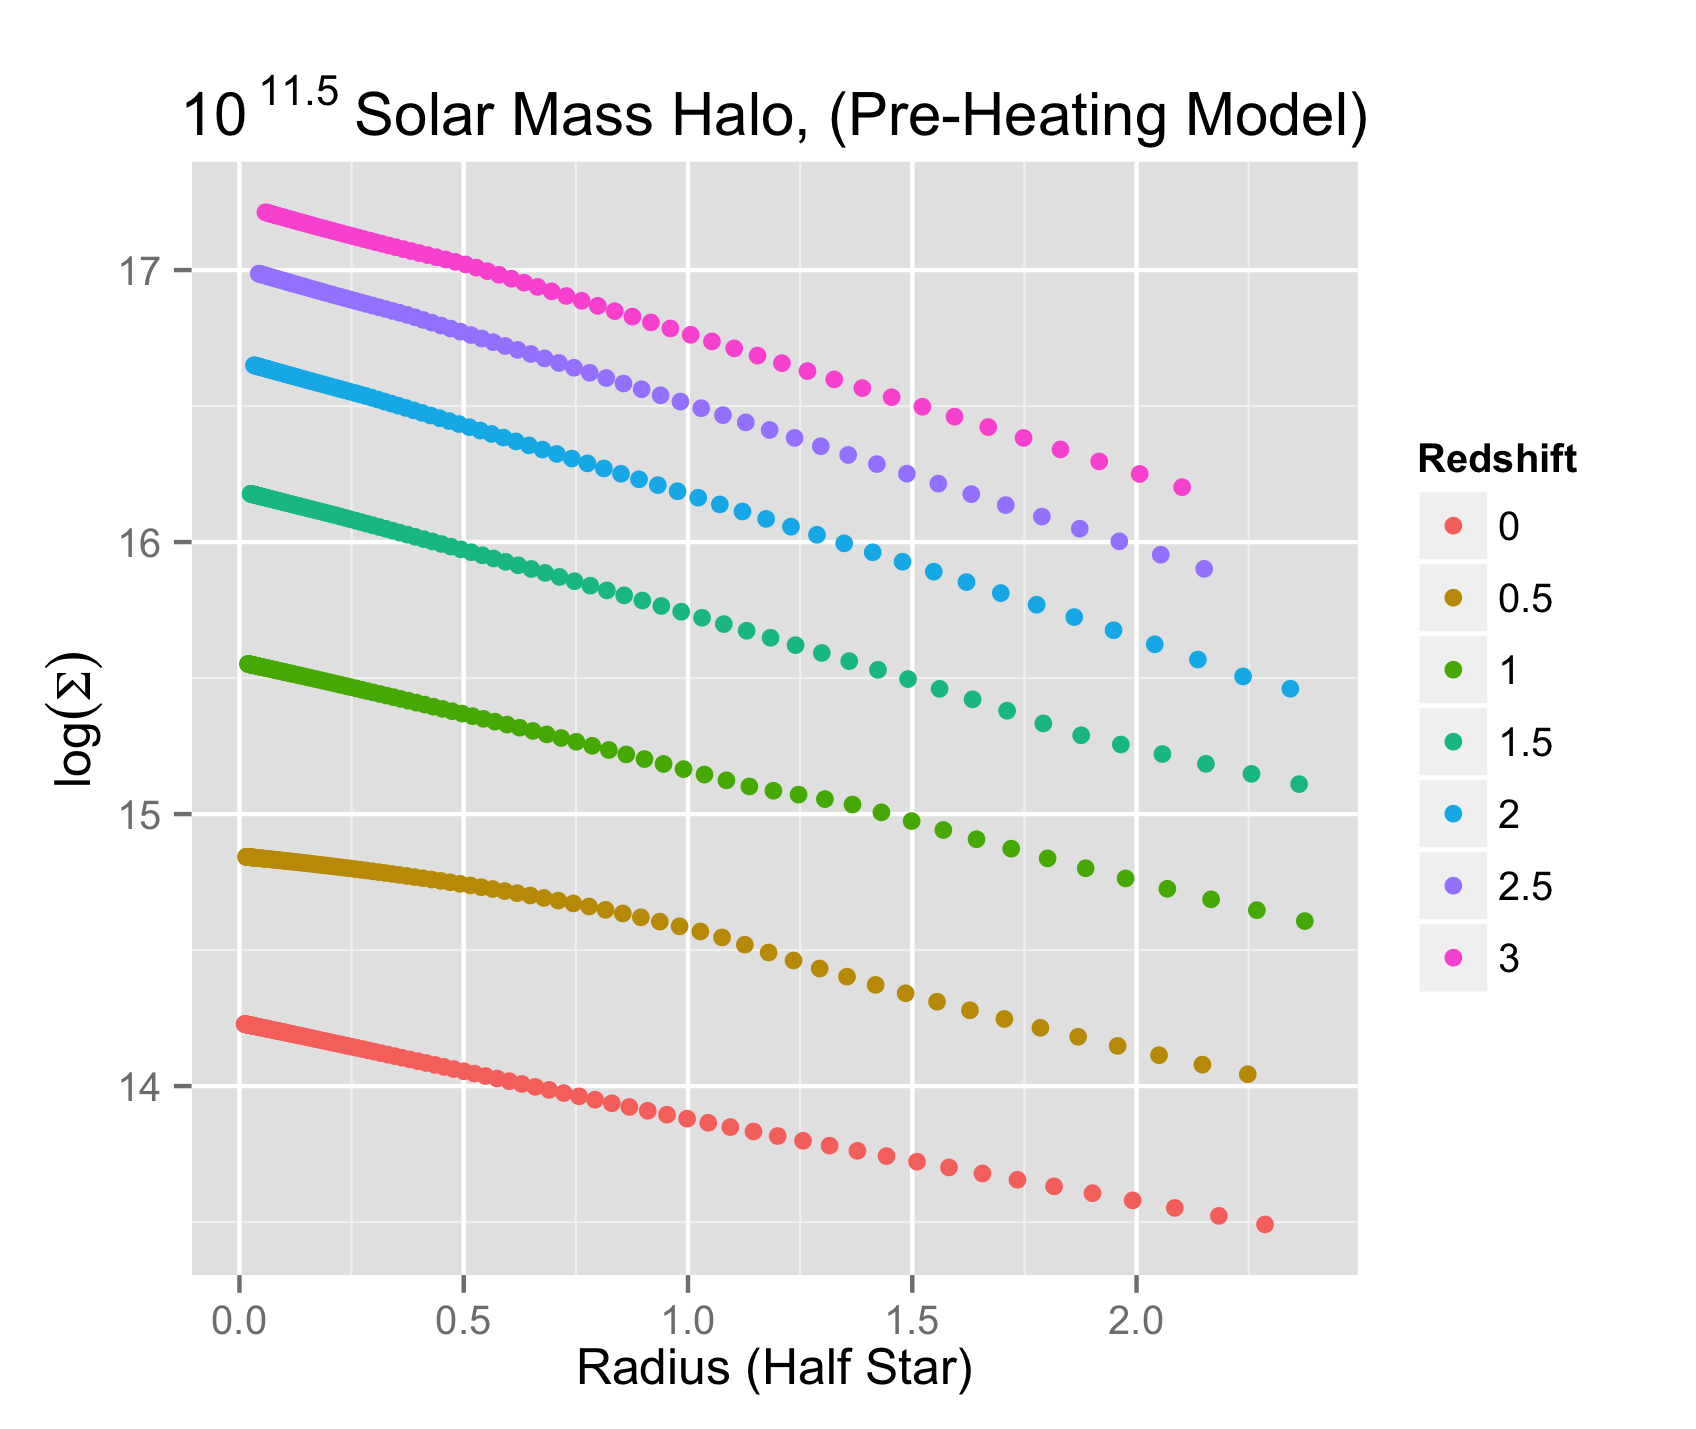 10 11.5 Solar Mass Halo, (Pre-Heating Model)
17
16
15
14
log(Σ)
0.0 0.5 1.0 1.5 2.0
Radius (Half Star)
Redshift
0
0.5
1
1.5
2
2.5
3